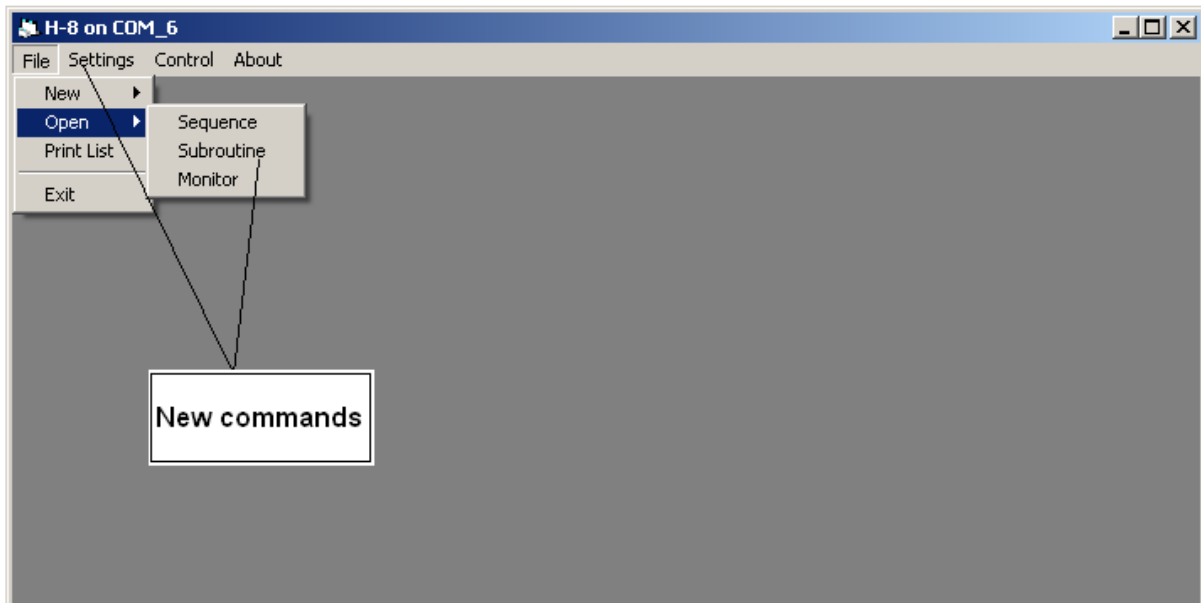 H-8 on COM_6
File Settings Control About
New
Open
Sequence
Print List
Subroutine
Monitor
Exit
New commands